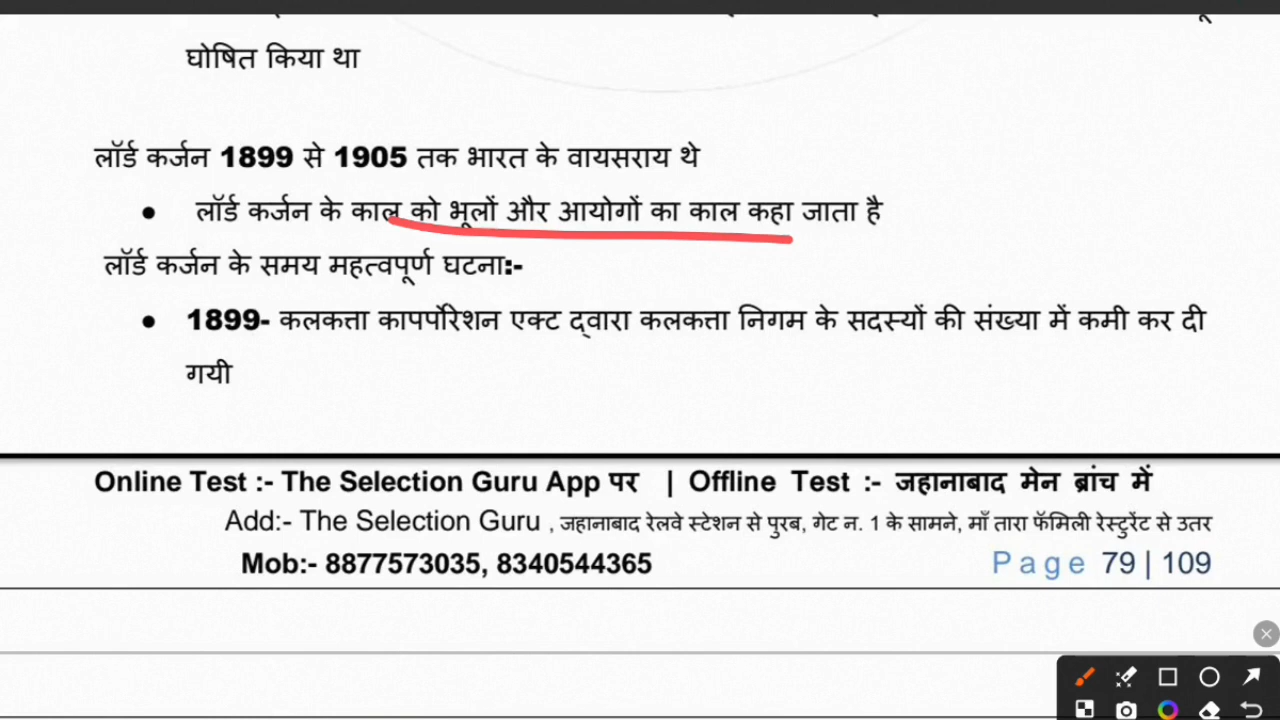 घोषित किया था
लॉर्ड कर्जन 1899 से 1905 तक भारत के वायसराय थे
● लॉर्ड कर्जन के काल को भूलों और आयोगों का काल कहा जाता है
लॉर्ड कर्जन के समय महत्वपूर्ण घटना:-
● 1899- कलकत्ता कापर्पोरेशन एक्ट द्वारा कलकत्ता निगम के सदस्यों की संख्या में कमी कर दी
गयी
Online Test :- The Selection Guru App पर | Offline Test :- जहानाबाद मेन ब्रांच में
Add:- The Selection Guru , जहानाबाद रेलवे स्टेशन से पुरब, गेट न. 1 के सामने, माँ तारा फॅमिली रेस्टुरेंट से उतर
Mob:- 8877573035, 8340544365 Page 79 | 109